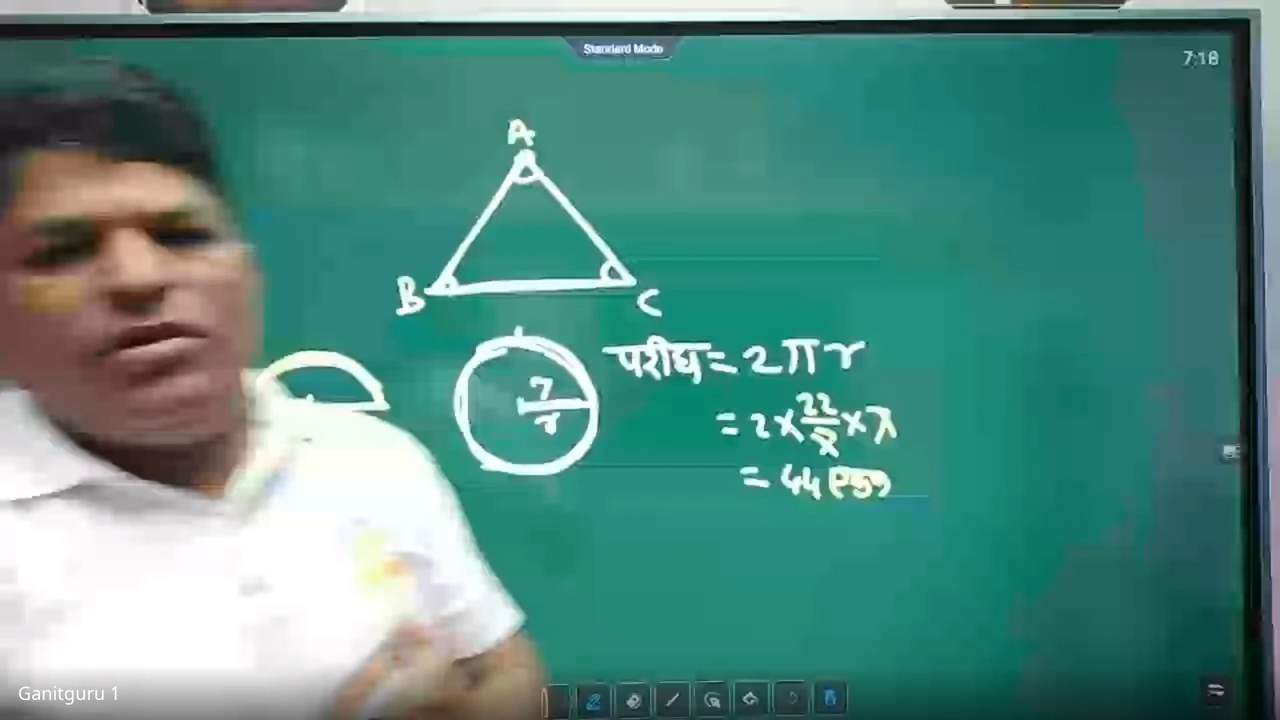 Standard Mode
7:18
A
B
C
7
r
परीघ = 2πr
= 2 × 22/7 × 7
= 44
Ganitguru 1